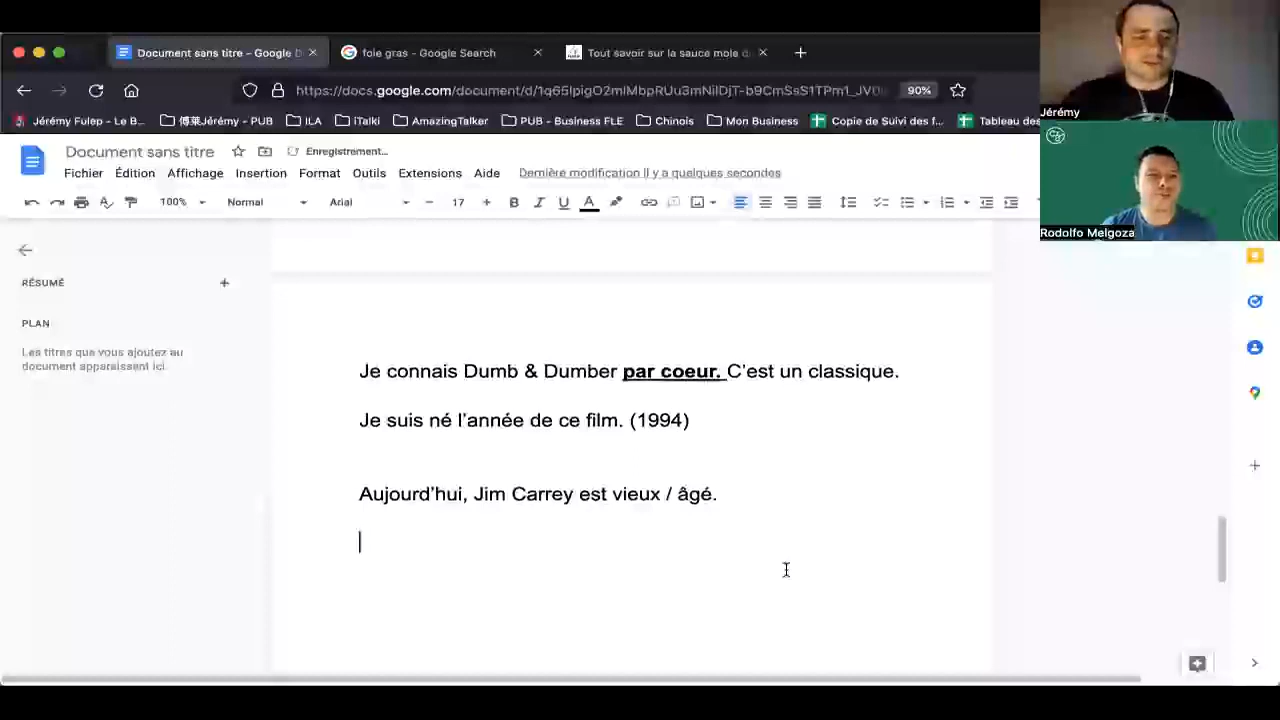 Document sans titre - Google D
foie gras - Google Search
Tout savoir sur la sauce mole d
https://docs.google.com/document/d/
90%
Jérémy Fulep - Le B...
傅莱Jérémy - PUB
ILA
iTalki
AmazingTalker
PUB - Business FLE
Chinois
Mon Business
Copie de Suivi des f...
Tableau des
Jérémy
Rodolfo Melgoza
Document sans titre
Enregistrement...
Fichier Édition Affichage Insertion Format Outils Extensions Aide
Dernière modification il y a quelques secondes
100% Normal Arial 17 B I U A
RÉSUMÉ
PLAN
Les titres que vous ajoutez au
document apparaissent ici.
Je connais Dumb & Dumber par coeur. C'est un classique.
Je suis né l'année de ce film. (1994)
Aujourd'hui, Jim Carrey est vieux / âgé.